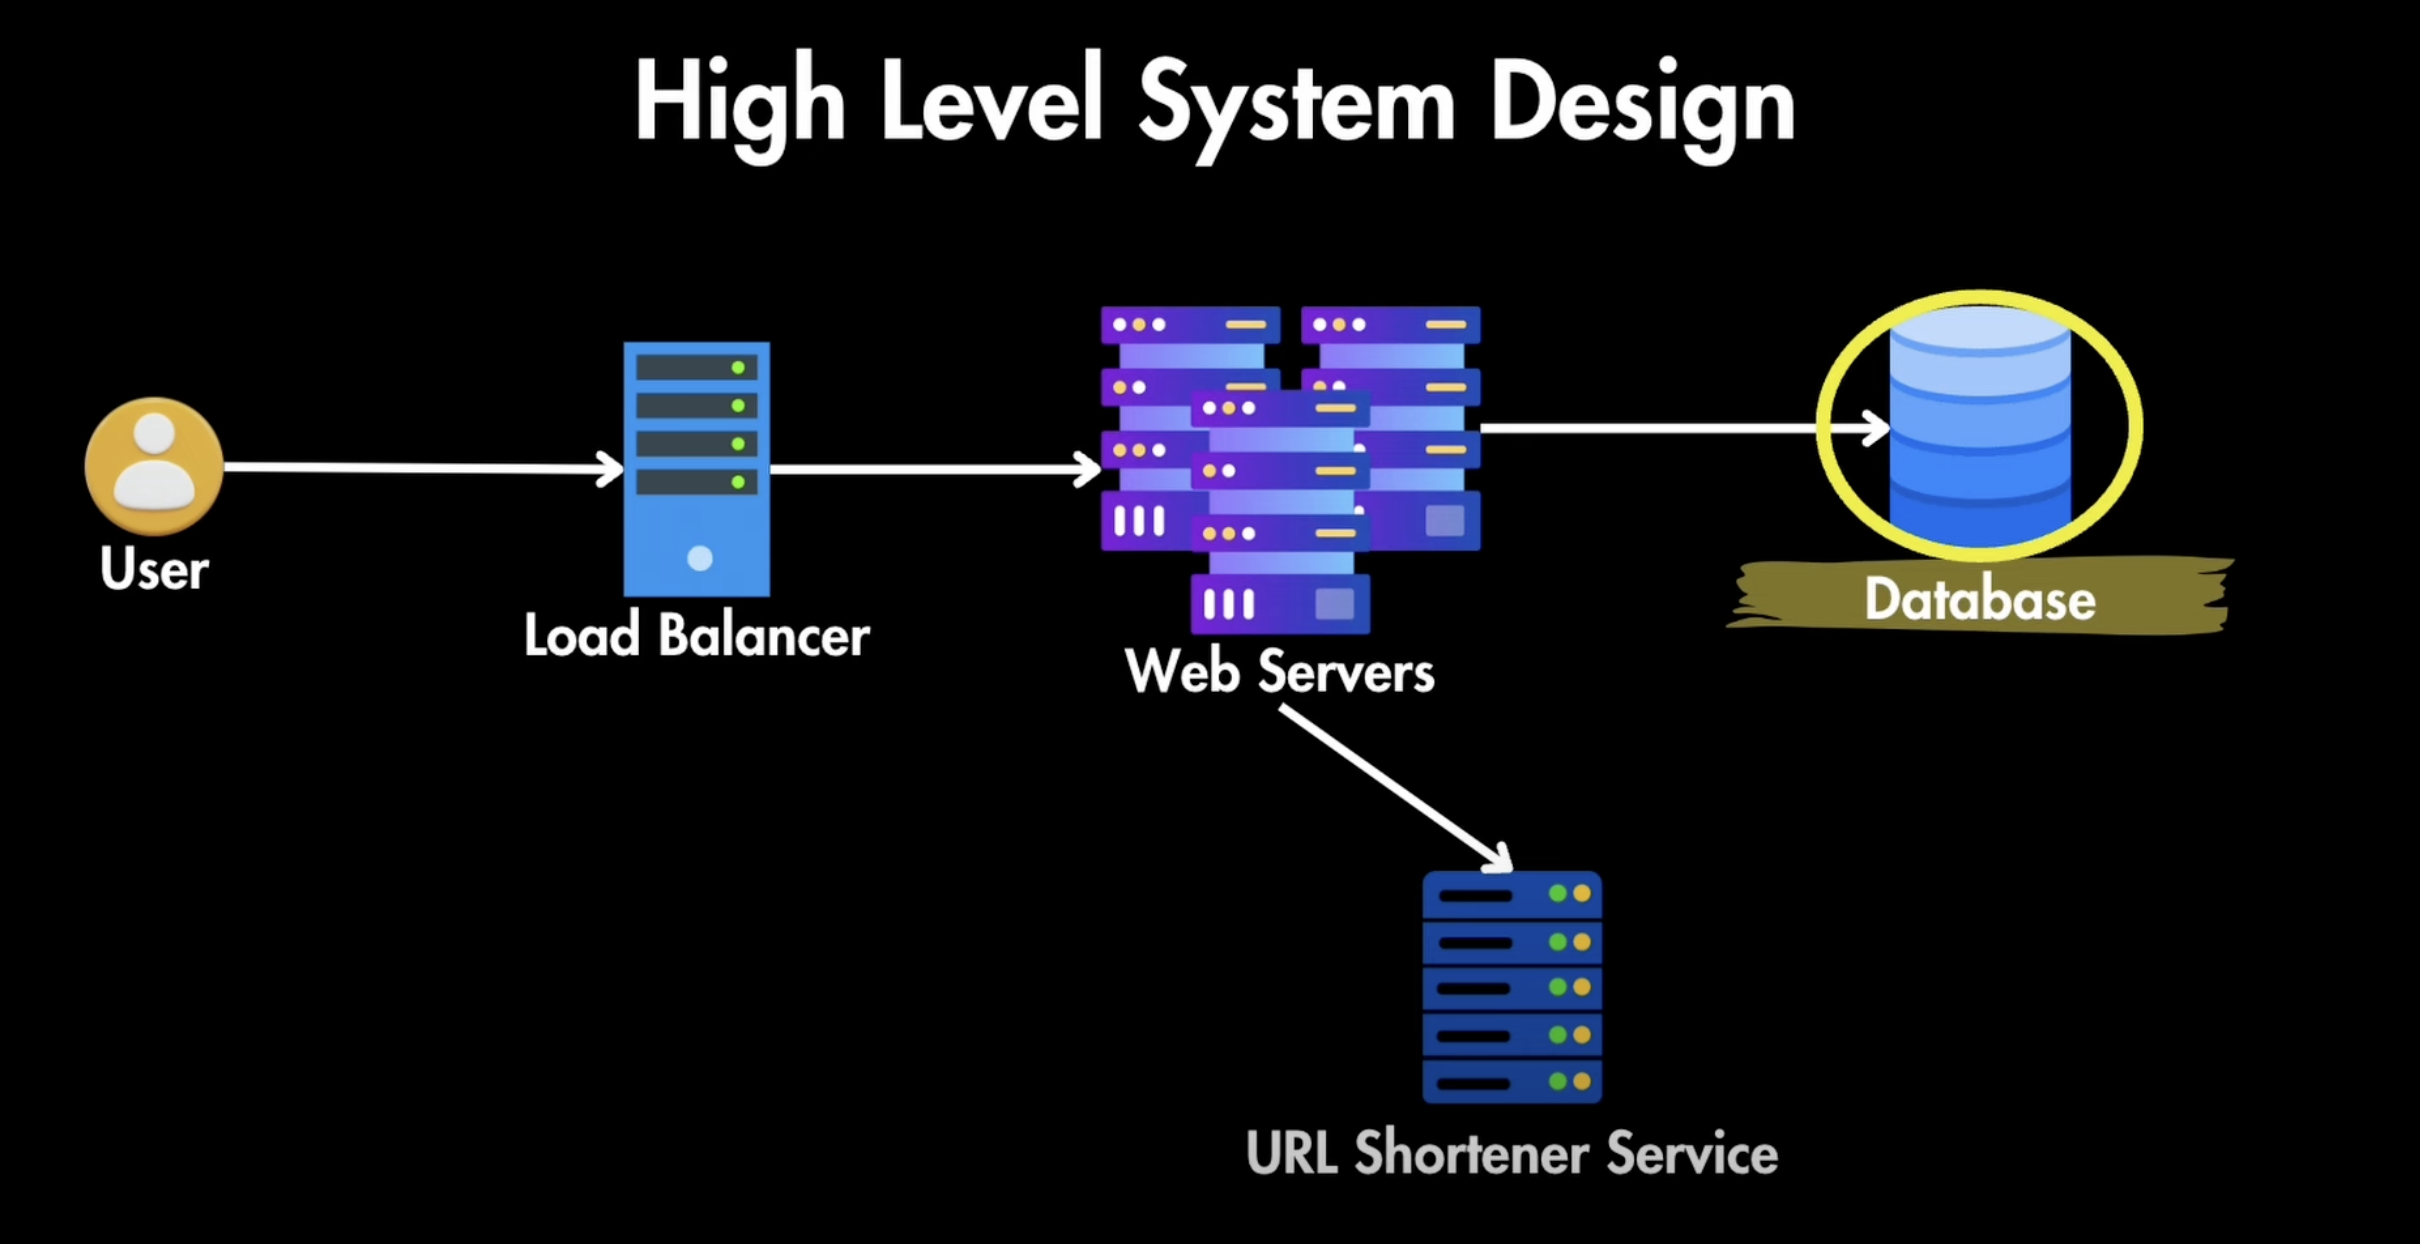 High Level System Design
User
Load Balancer
Web Servers
Database
URL Shortener Service